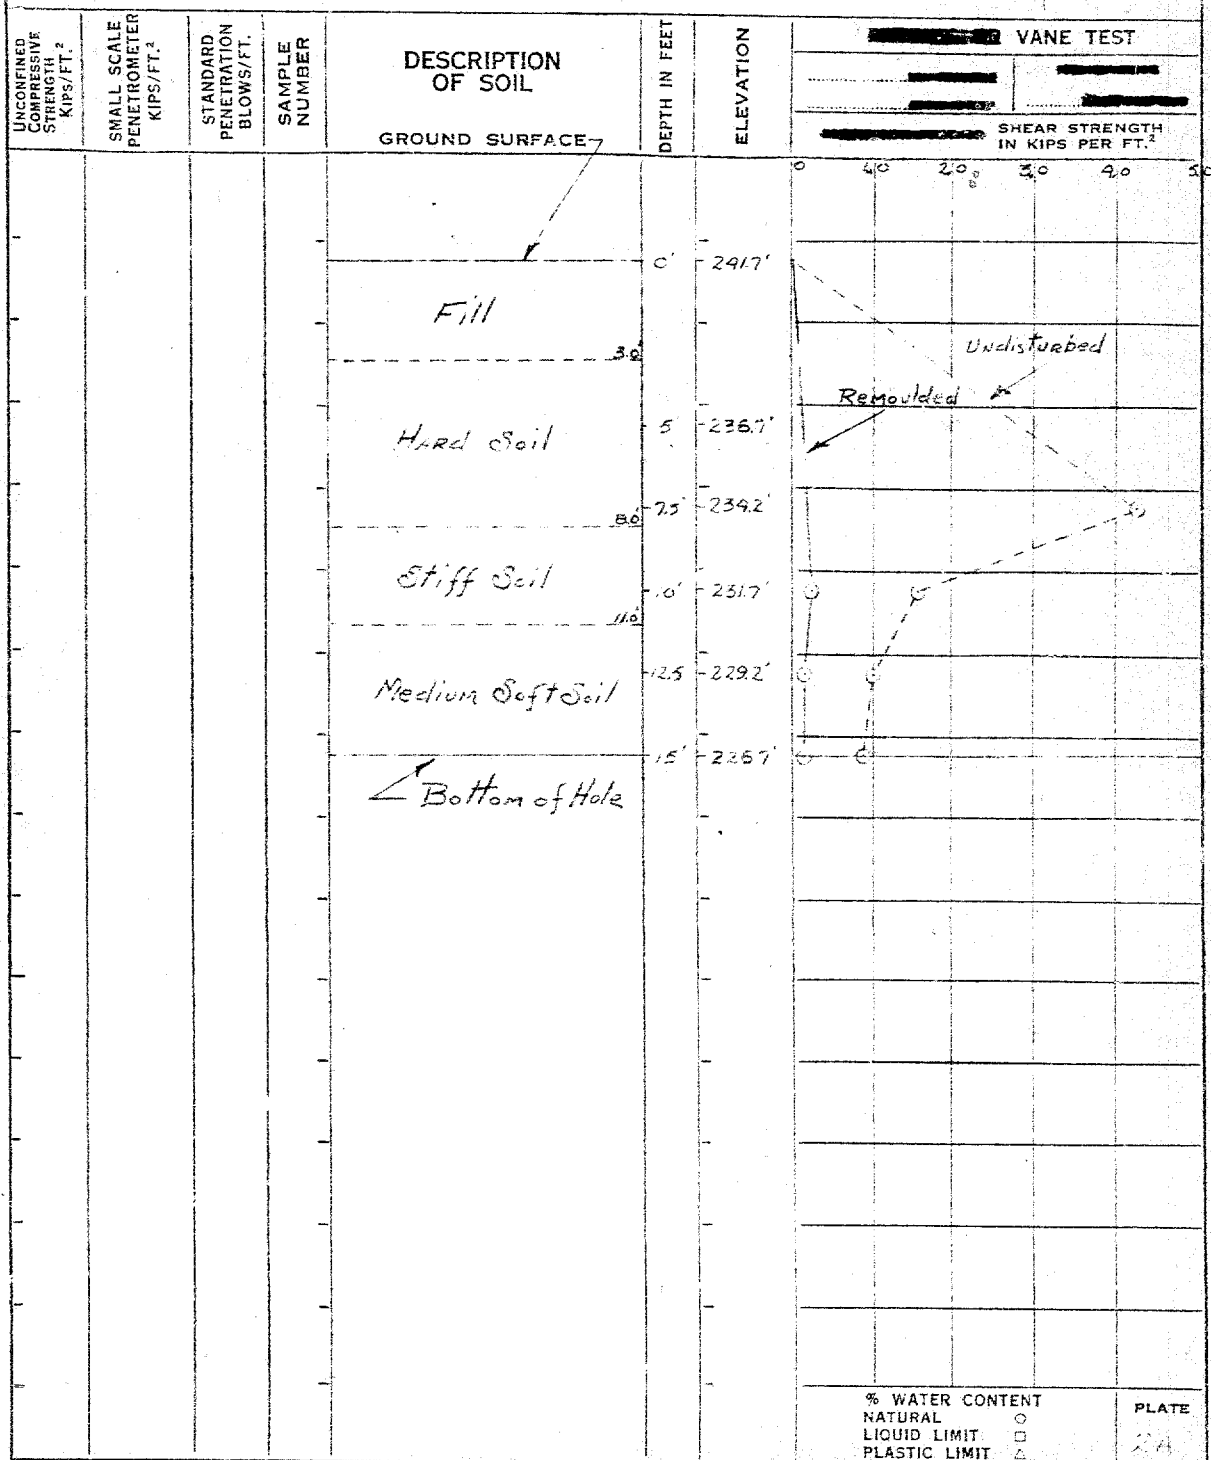 UNCONFINED
COMPRESSIVE
STRENGTH
KIPS/FT.²
SMALL SCALE
PENETROMETER
KIPS/FT.²
STANDARD
PENETRATION
BLOWS/FT.
SAMPLE
NUMBER
DESCRIPTION
OF SOIL
GROUND SURFACE
DEPTH IN FEET
ELEVATION
VANE TEST
SHEAR STRENGTH
IN KIPS PER FT.²
0 1.0 2.0 3.0 4.0 5.0
0' 241.7'
Fill
3.0'
Undisturbed
Remoulded
Hard Soil
5' 236.7'
7.5' 234.2'
8.0'
Stiff Soil
10' 231.7'
11.0'
Medium Soft Soil
12.5' 229.2'
15' 226.7'
Bottom of Hole
% WATER CONTENT
NATURAL ○
LIQUID LIMIT □
PLASTIC LIMIT △
PLATE
2A